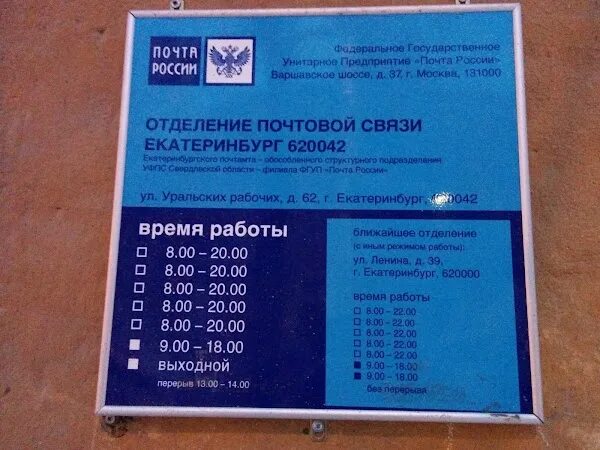 ПОЧТА
РОССИИ
Федеральное Государственное
Унитарное Предприятие «Почта России»
Варшавское шоссе, д. 37, г. Москва, 131000
ОТДЕЛЕНИЕ ПОЧТОВОЙ СВЯЗИ
ЕКАТЕРИНБУРГ 620042
Екатеринбургского почтамта – обособленного структурного подразделения
УФПС Свердловской области – филиала ФГУП «Почта России»
ул. Уральских рабочих, д. 62, г. Екатеринбург, 620042
время работы
8.00 – 20.00
8.00 – 20.00
8.00 – 20.00
8.00 – 20.00
8.00 – 20.00
9.00 – 18.00
выходной
перерыв 13.00 – 14.00
ближайшее отделение
(с иным режимом работы):
ул. Ленина, д. 39,
г. Екатеринбург, 620000
время работы
8.00 – 22.00
8.00 – 22.00
8.00 – 22.00
8.00 – 22.00
8.00 – 22.00
9.00 – 18.00
9.00 – 18.00
без перерыва